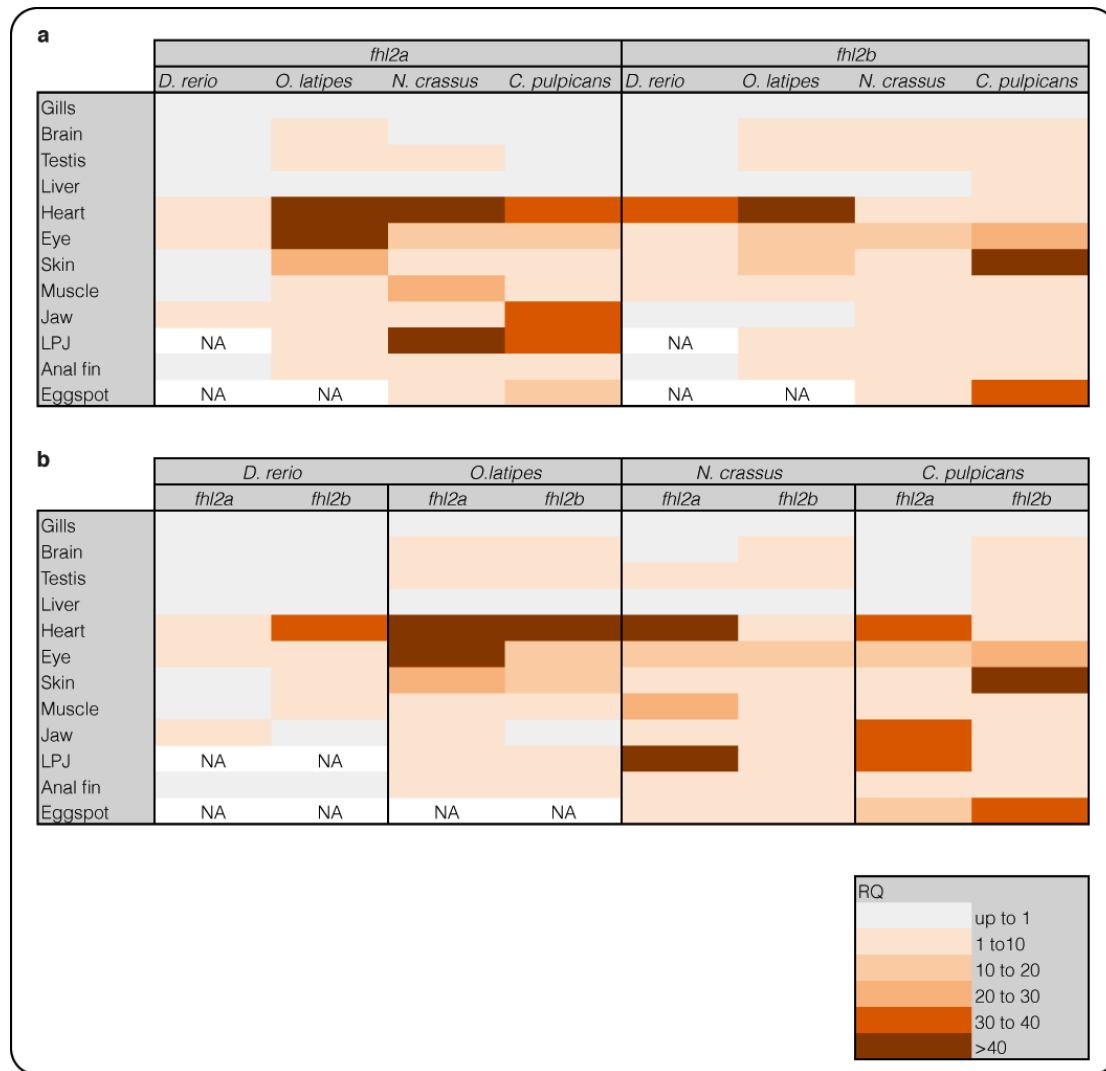 a
fhl2a fhl2b
D. rerio O. latipes N. crassus C. pulpicans D. rerio O. latipes N. crassus C. pulpicans
Gills
Brain
Testis
Liver
Heart
Eye
Skin
Muscle
Jaw
LPJ NA NA
Anal fin
Eggspot NA NA NA NA
b
D. rerio O.latipes N. crassus C. pulpicans
fhl2a fhl2b fhl2a fhl2b fhl2a fhl2b fhl2a fhl2b
Gills
Brain
Testis
Liver
Heart
Eye
Skin
Muscle
Jaw
LPJ NA NA
Anal fin
Eggspot NA NA NA NA
RQ
up to 1
1 to10
10 to 20
20 to 30
30 to 40
>40